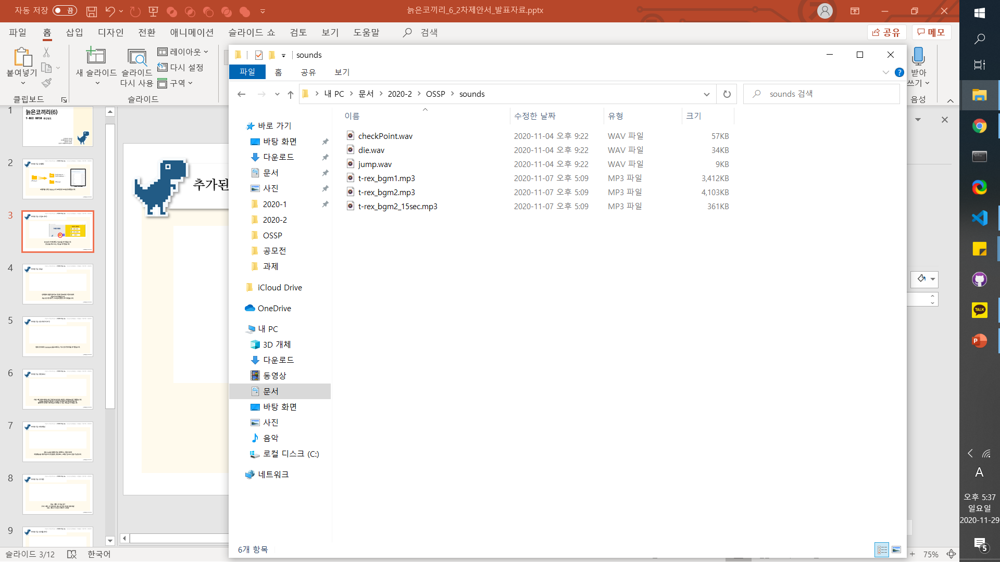 자동 저장 끔
늙은코끼리_6_2차제안서_발표자료.pptx
파일 홈 삽입 디자인 전환 애니메이션 슬라이드 쇼 검토 보기 도움말 검색
공유 메모
붙여넣기
클립보드
새 슬라이드
슬라이드 다시 사용
레이아웃
다시 설정
구역
슬라이드
받아쓰기
음성
sounds
파일 홈 공유 보기
내 PC 문서 2020-2 OSSP sounds
sounds 검색
이름 수정한 날짜 유형 크기
checkPoint.wav 2020-11-04 오후 9:22 WAV 파일 57KB
die.wav 2020-11-04 오후 9:22 WAV 파일 34KB
jump.wav 2020-11-04 오후 9:22 WAV 파일 9KB
t-rex_bgm1.mp3 2020-11-07 오후 5:09 MP3 파일 3,412KB
t-rex_bgm2.mp3 2020-11-07 오후 5:09 MP3 파일 4,103KB
t-rex_bgm2_15sec.mp3 2020-11-07 오후 5:09 MP3 파일 361KB
바로 가기
바탕 화면
다운로드
문서
사진
2020-1
2020-2
OSSP
공모전
과제
iCloud Drive
OneDrive
내 PC
3D 개체
다운로드
동영상
문서
바탕 화면
사진
음악
로컬 디스크 (C:)
네트워크
6개 항목
1
늙은코끼리(6)
T-REX RUSH
2
3
4
5
6
7
8
9
추가된
슬라이드 3/12
한국어
75%
TALK
A
오후 5:37
일요일
2020-11-29
5